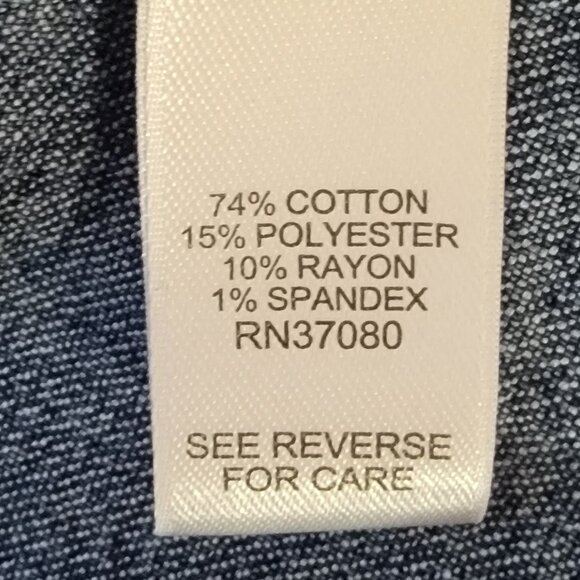 74% COTTON
15% POLYESTER
10% RAYON
1% SPANDEX
RN37080
SEE REVERSE
FOR CARE